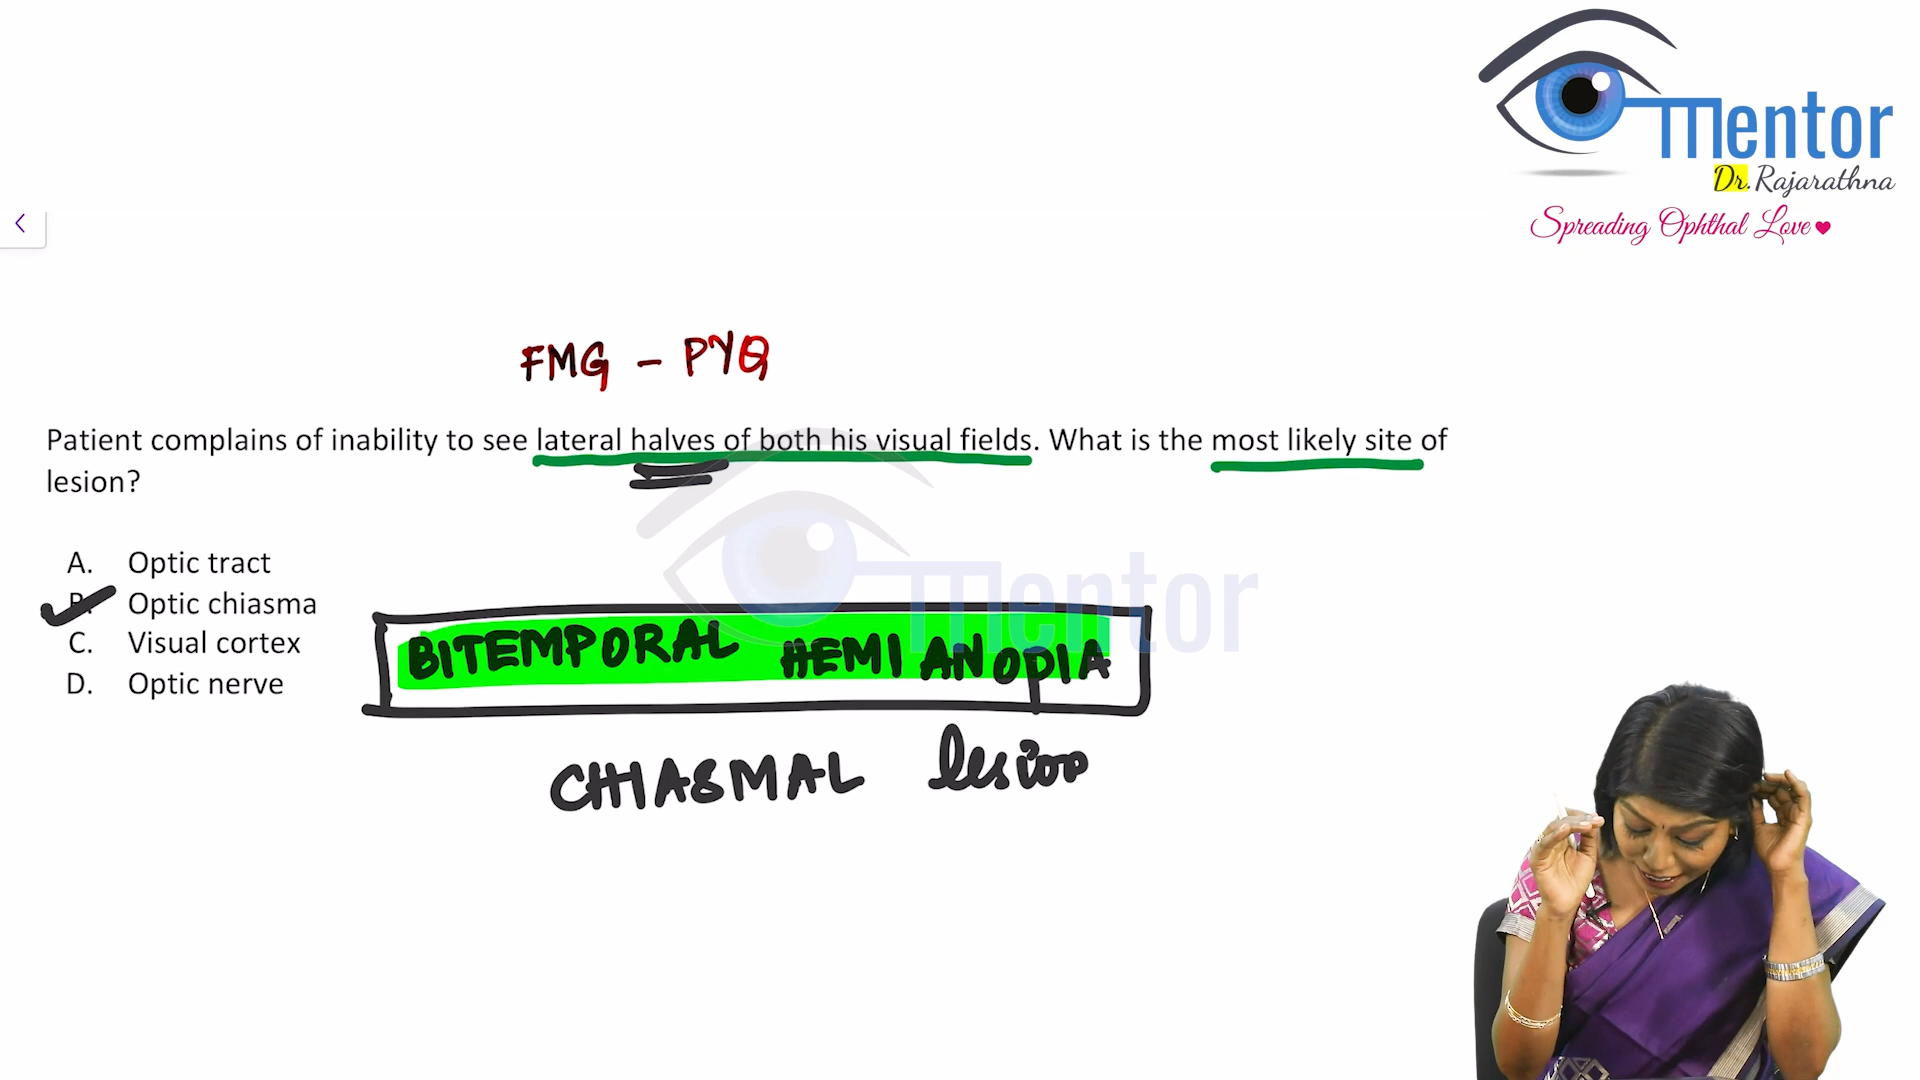 mentor
Dr. Rajarathna
Spreading Ophthal Love
FMG - PYQ
Patient complains of inability to see lateral halves of both his visual fields. What is the most likely site of
lesion?
A. Optic tract
B. Optic chiasma
C. Visual cortex
D. Optic nerve
mentor
BITEMPORAL HEMIANOPIA
CHIASMAL lesion